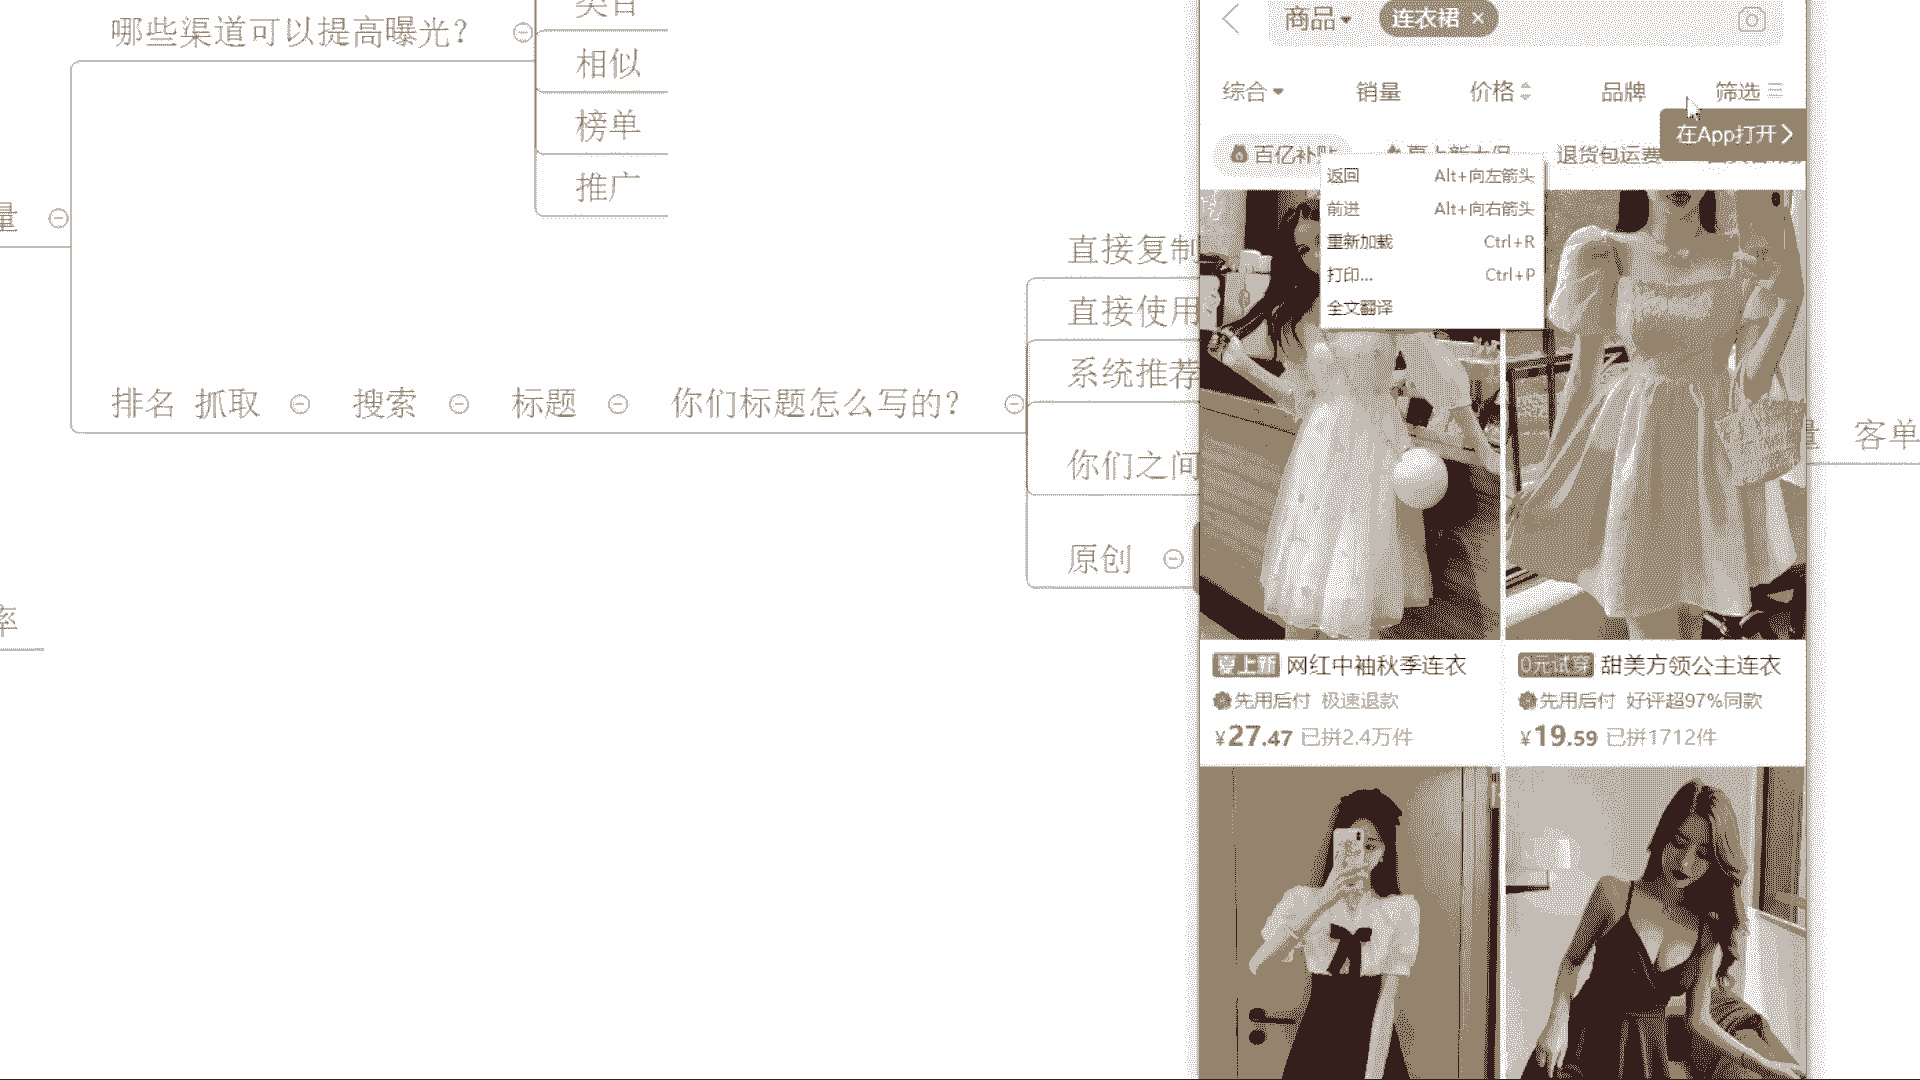 哪些渠道可以提高曝光？
类目
相似
榜单
推广
量
直接复制
直接使用
系统推荐
排名 抓取
搜索
标题
你们标题怎么写的？
你们之间
原创
率
客单
商品
连衣裙 ×
综合
销量
价格
品牌
筛选
在App打开
百亿补贴
夏上新大促
退货包运费
返回 Alt+向左箭头
前进 Alt+向右箭头
重新加载 Ctrl+R
打印... Ctrl+P
全文翻译
夏上新 网红中袖秋季连衣
先用后付 极速退款
¥27.47 已拼2.4万件
0元试穿 甜美方领公主连衣
先用后付 好评超97%同款
¥19.59 已拼1712件